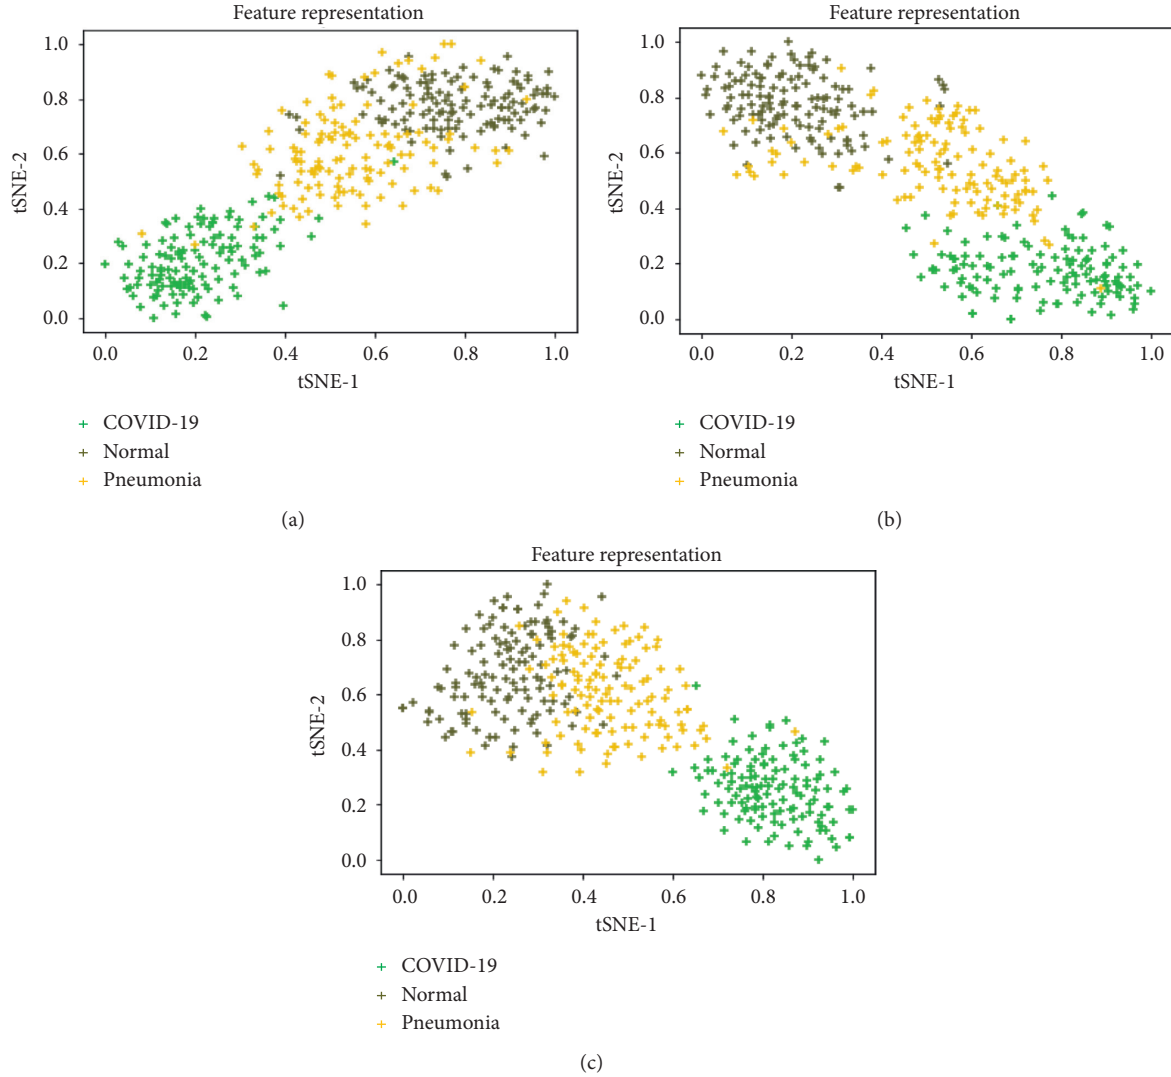 Feature representation
1.0
0.8
0.6
0.4
0.2
0.0
tSNE-2
0.0 0.2 0.4 0.6 0.8 1.0
tSNE-1
COVID-19
Normal
Pneumonia
(a)
Feature representation
1.0
0.8
0.6
0.4
0.2
0.0
tSNE-2
0.0 0.2 0.4 0.6 0.8 1.0
tSNE-1
COVID-19
Normal
Pneumonia
(b)
Feature representation
1.0
0.8
0.6
0.4
0.2
0.0
tSNE-2
0.0 0.2 0.4 0.6 0.8 1.0
tSNE-1
COVID-19
Normal
Pneumonia
(c)